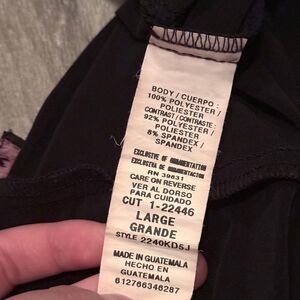 BODY / CUERPO :
100% POLYESTER /
POLIESTER
CONTRAST / CONTRASTE :
92% POLYESTER /
POLIESTER
8% SPANDEX /
SPANDEX
EXCLUSIVE OF ORNAMENTATION
EXCLUSIVA DE ORNAMENTACION
RN 39831
CARE ON REVERSE
VER AL DORSO
PARA CUIDADO
CUT 1-22446
LARGE
GRANDE
STYLE 2240KD5J
MADE IN GUATEMALA
HECHO EN
GUATEMALA
612766346287